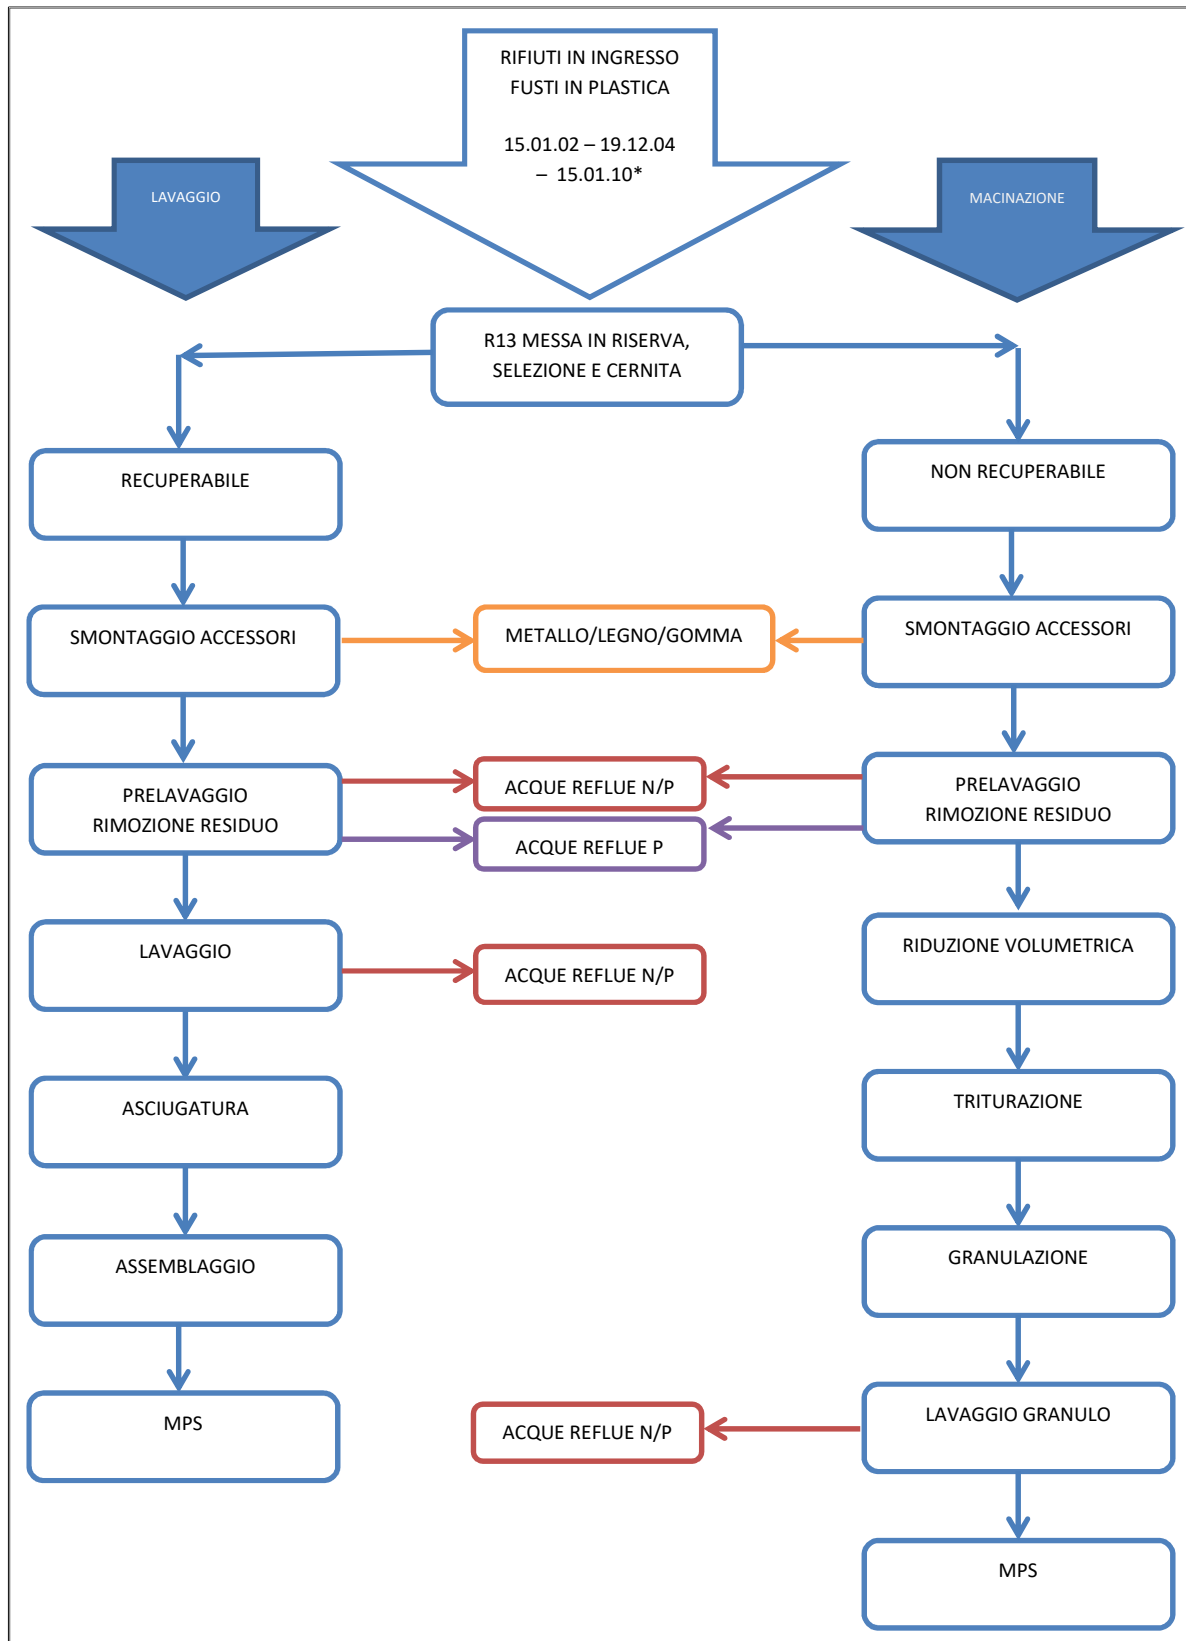 RIFIUTI IN INGRESSO
FUSTI IN PLASTICA
15.01.02 – 19.12.04
– 15.01.10*
LAVAGGIO
MACINAZIONE
R13 MESSA IN RISERVA,
SELEZIONE E CERNITA
RECUPERABILE
NON RECUPERABILE
SMONTAGGIO ACCESSORI
METALLO/LEGNO/GOMMA
SMONTAGGIO ACCESSORI
PRELAVAGGIO
RIMOZIONE RESIDUO
ACQUE REFLUE N/P
ACQUE REFLUE P
PRELAVAGGIO
RIMOZIONE RESIDUO
LAVAGGIO
ACQUE REFLUE N/P
RIDUZIONE VOLUMETRICA
ASCIUGATURA
TRITURAZIONE
ASSEMBLAGGIO
GRANULAZIONE
MPS
ACQUE REFLUE N/P
LAVAGGIO GRANULO
MPS